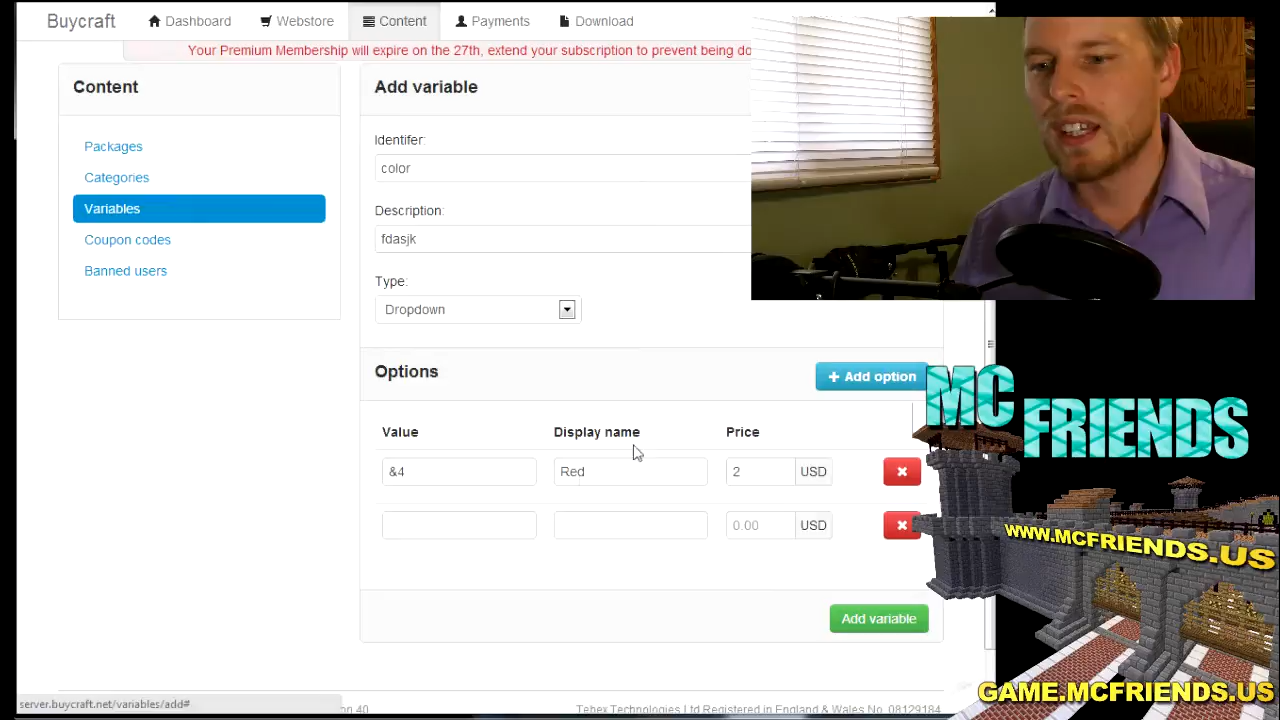 Buycraft
Dashboard
Webstore
Content
Payments
Download
Your Premium Membership will expire on the 27th, extend your subscription to prevent being do
Content
Packages
Categories
Variables
Coupon codes
Banned users
Add variable
Identifer:
color
Description:
fdasjk
Type:
Dropdown
Options
+ Add option
Value Display name Price
&4 Red 2 USD
0.00 USD
Add variable
MC
FRIENDS
WWW.MCFRIENDS.US
GAME.MCFRIENDS.US
server.buycraft.net/variables/add#
on 40
Tebex Technologies Ltd Registered in England & Wales No. 08129184